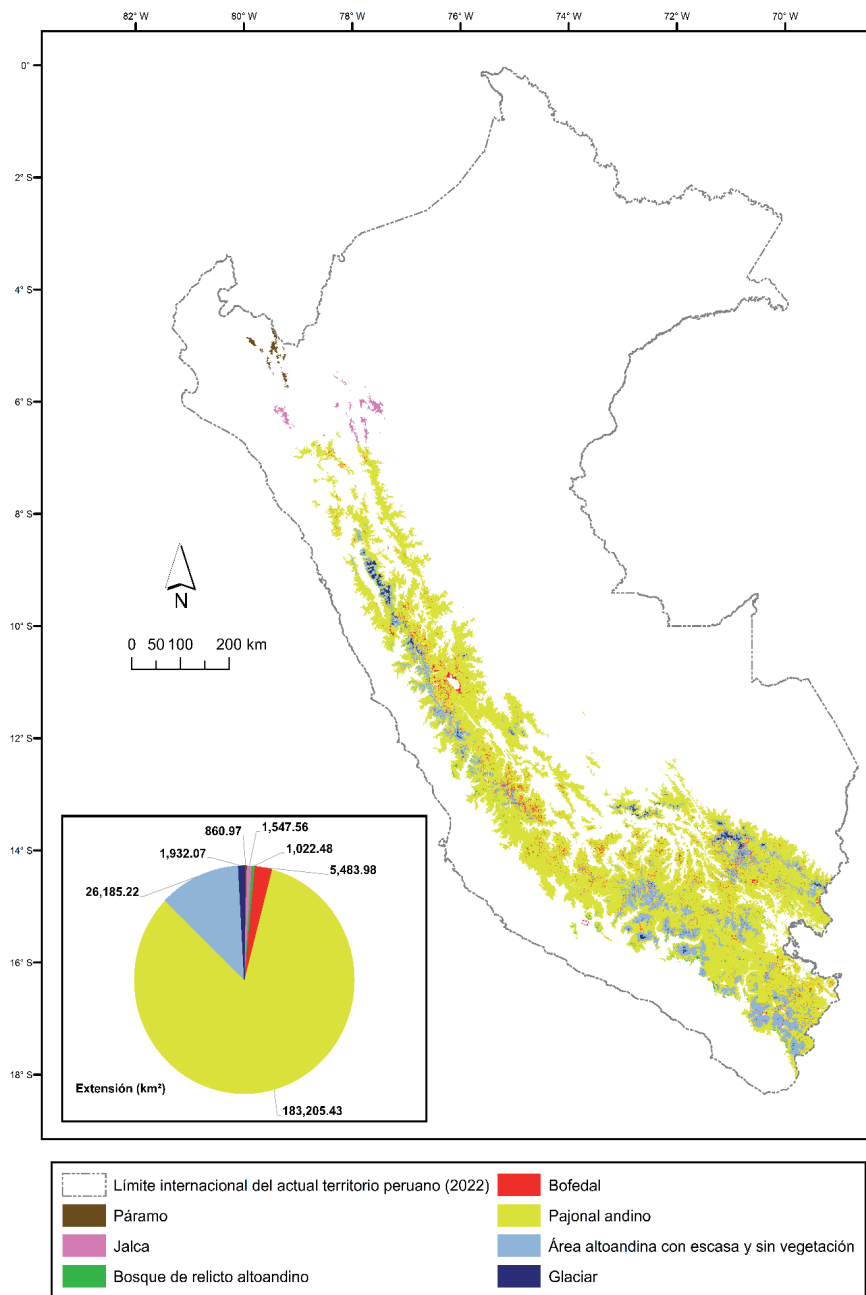 82° W 80° W 78° W 76° W 74° W 72° W 70° W
0°
2° S
4° S
6° S
8° S
10° S
12° S
14° S
16° S
18° S
N
0 50 100 200 km
860.97
1,547.56
1,932.07
1,022.48
5,483.98
26,185.22
Extensión (km²)
183,205.43
Límite internacional del actual territorio peruano (2022)
Páramo
Jalca
Bosque de relicto altoandino
Bofedal
Pajonal andino
Área altoandina con escasa y sin vegetación
Glaciar